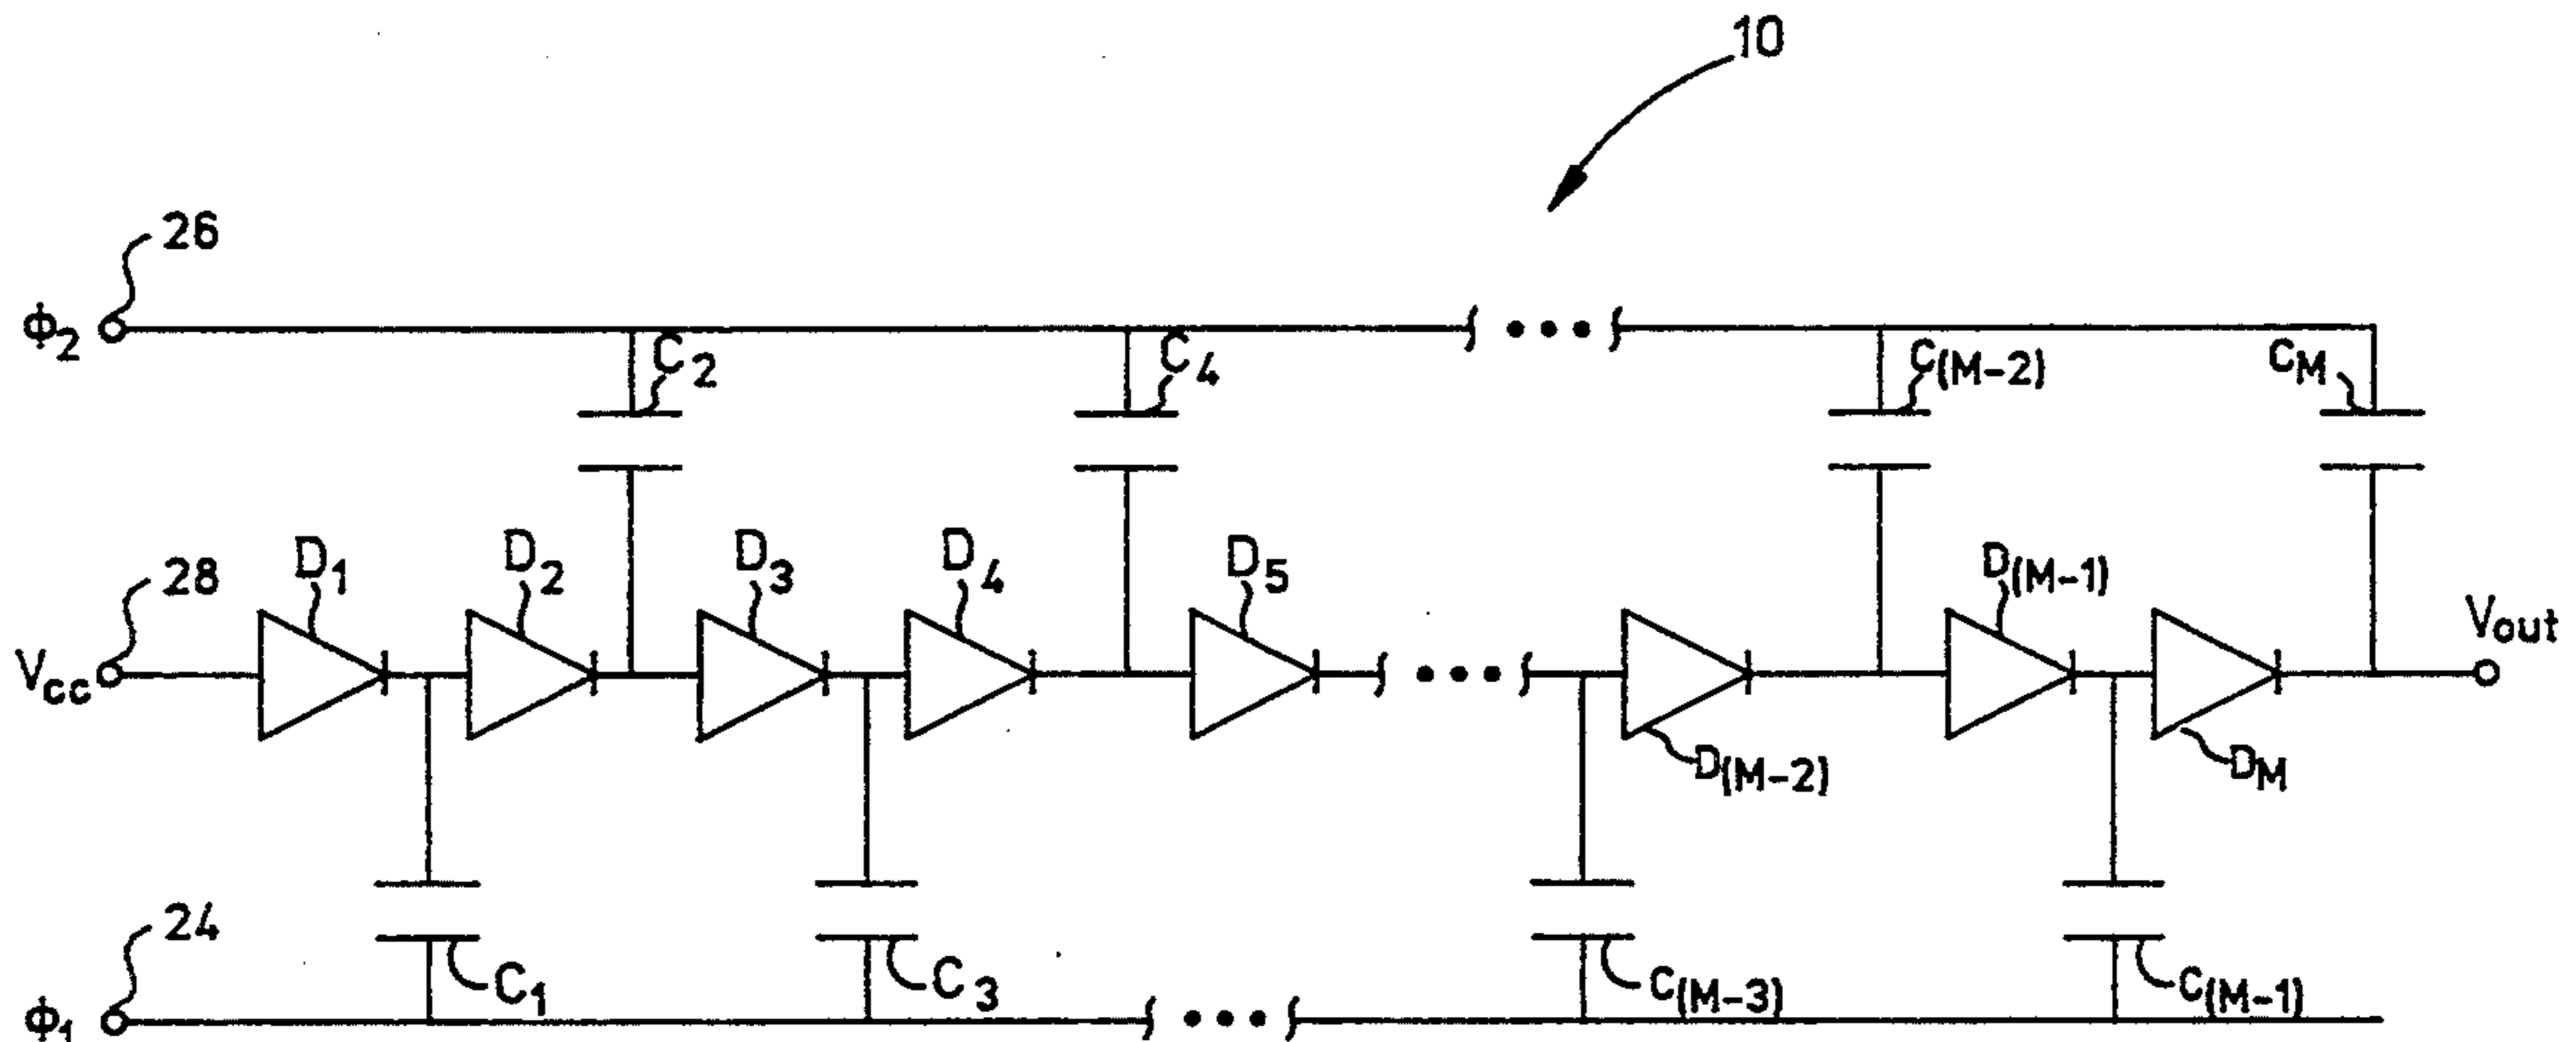 10
26
Φ2
C2
C4
C(M-2)
CM
28
D1
D2
D3
D4
D5
D(M-1)
Vout
Vcc
D(M-2)
DM
24
C1
C3
C(M-3)
C(M-1)
Φ1